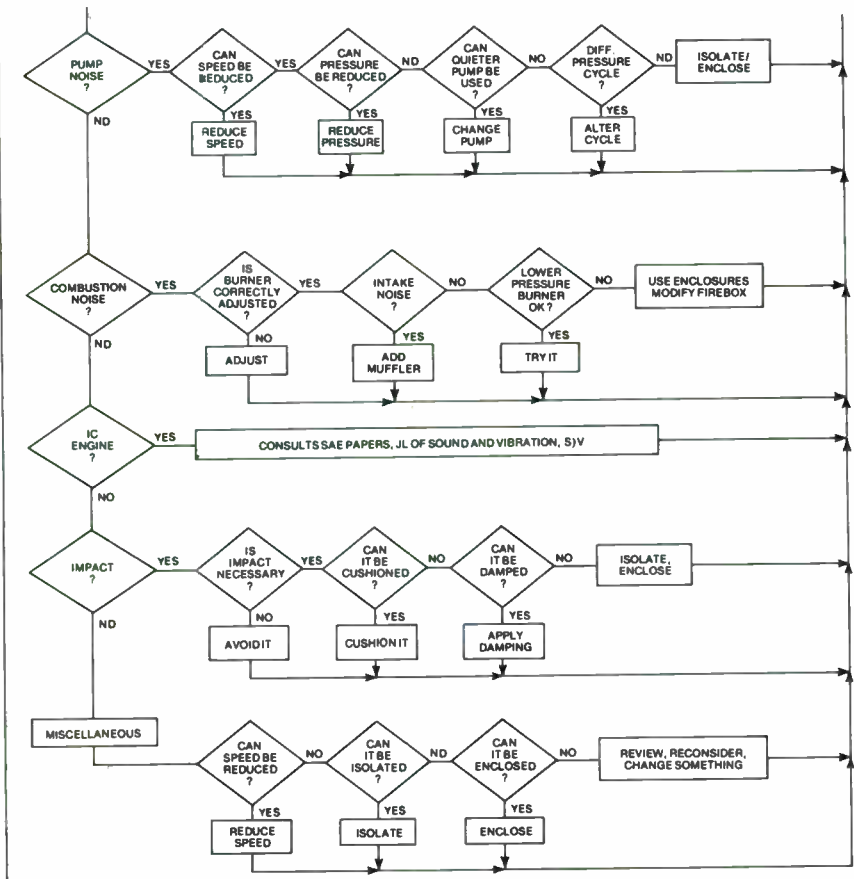 PUMP
NOISE
?
YES
CAN
SPEED BE
REDUCED
?
YES
CAN
PRESSURE
BE REDUCED
?
ND
CAN
QUIETER
PUMP BE
USED
?
NO
DIFF.
PRESSURE
CYCLE
?
ND
ISOLATE/
ENCLOSE
ND
YES
REDUCE
SPEED
YES
REDUCE
PRESSURE
YES
CHANGE
PUMP
YES
ALTER
CYCLE
COMBUSTION
NOISE
?
YES
IS
BURNER
CORRECTLY
ADJUSTED
?
YES
INTAKE
NOISE
?
NO
LOWER
PRESSURE
BURNER
OK?
NO
USE ENCLOSURES
MODIFY FIREBOX
ND
NO
ADJUST
YES
ADD
MUFFLER
YES
TRY IT
IC
ENGINE
?
YES
CONSULTS SAE PAPERS, JL OF SOUND AND VIBRATION, S)V
NO
IMPACT
?
YES
IS
IMPACT
NECESSARY
?
YES
CAN
IT BE
CUSHIONED
?
NO
CAN
IT BE
DAMPED
?
NO
ISOLATE,
ENCLOSE
ND
NO
AVOID IT
YES
CUSHION IT
YES
APPLY
DAMPING
MISCELLANEOUS
CAN
SPEED BE
REDUCED
?
NO
CAN
IT BE
ISOLATED
?
ND
CAN
IT BE
ENCLOSED
?
NO
REVIEW, RECONSIDER,
CHANGE SOMETHING
YES
REDUCE
SPEED
YES
ISOLATE
YES
ENCLOSE